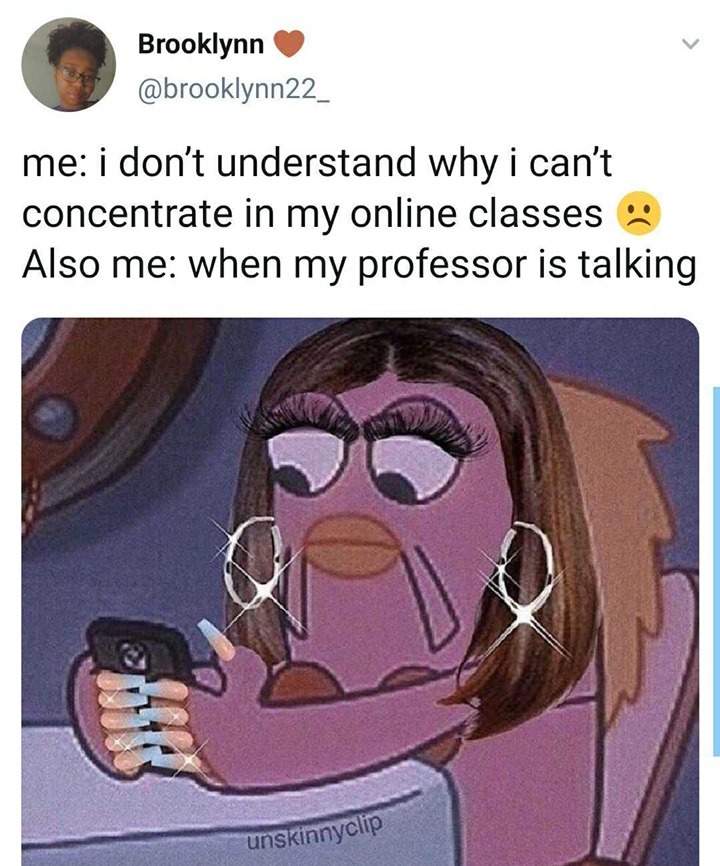 Brooklynn 🤎
@brooklynn22_
me: i don’t understand why i can’t
concentrate in my online classes ☹️
Also me: when my professor is talking
unskinnyclip